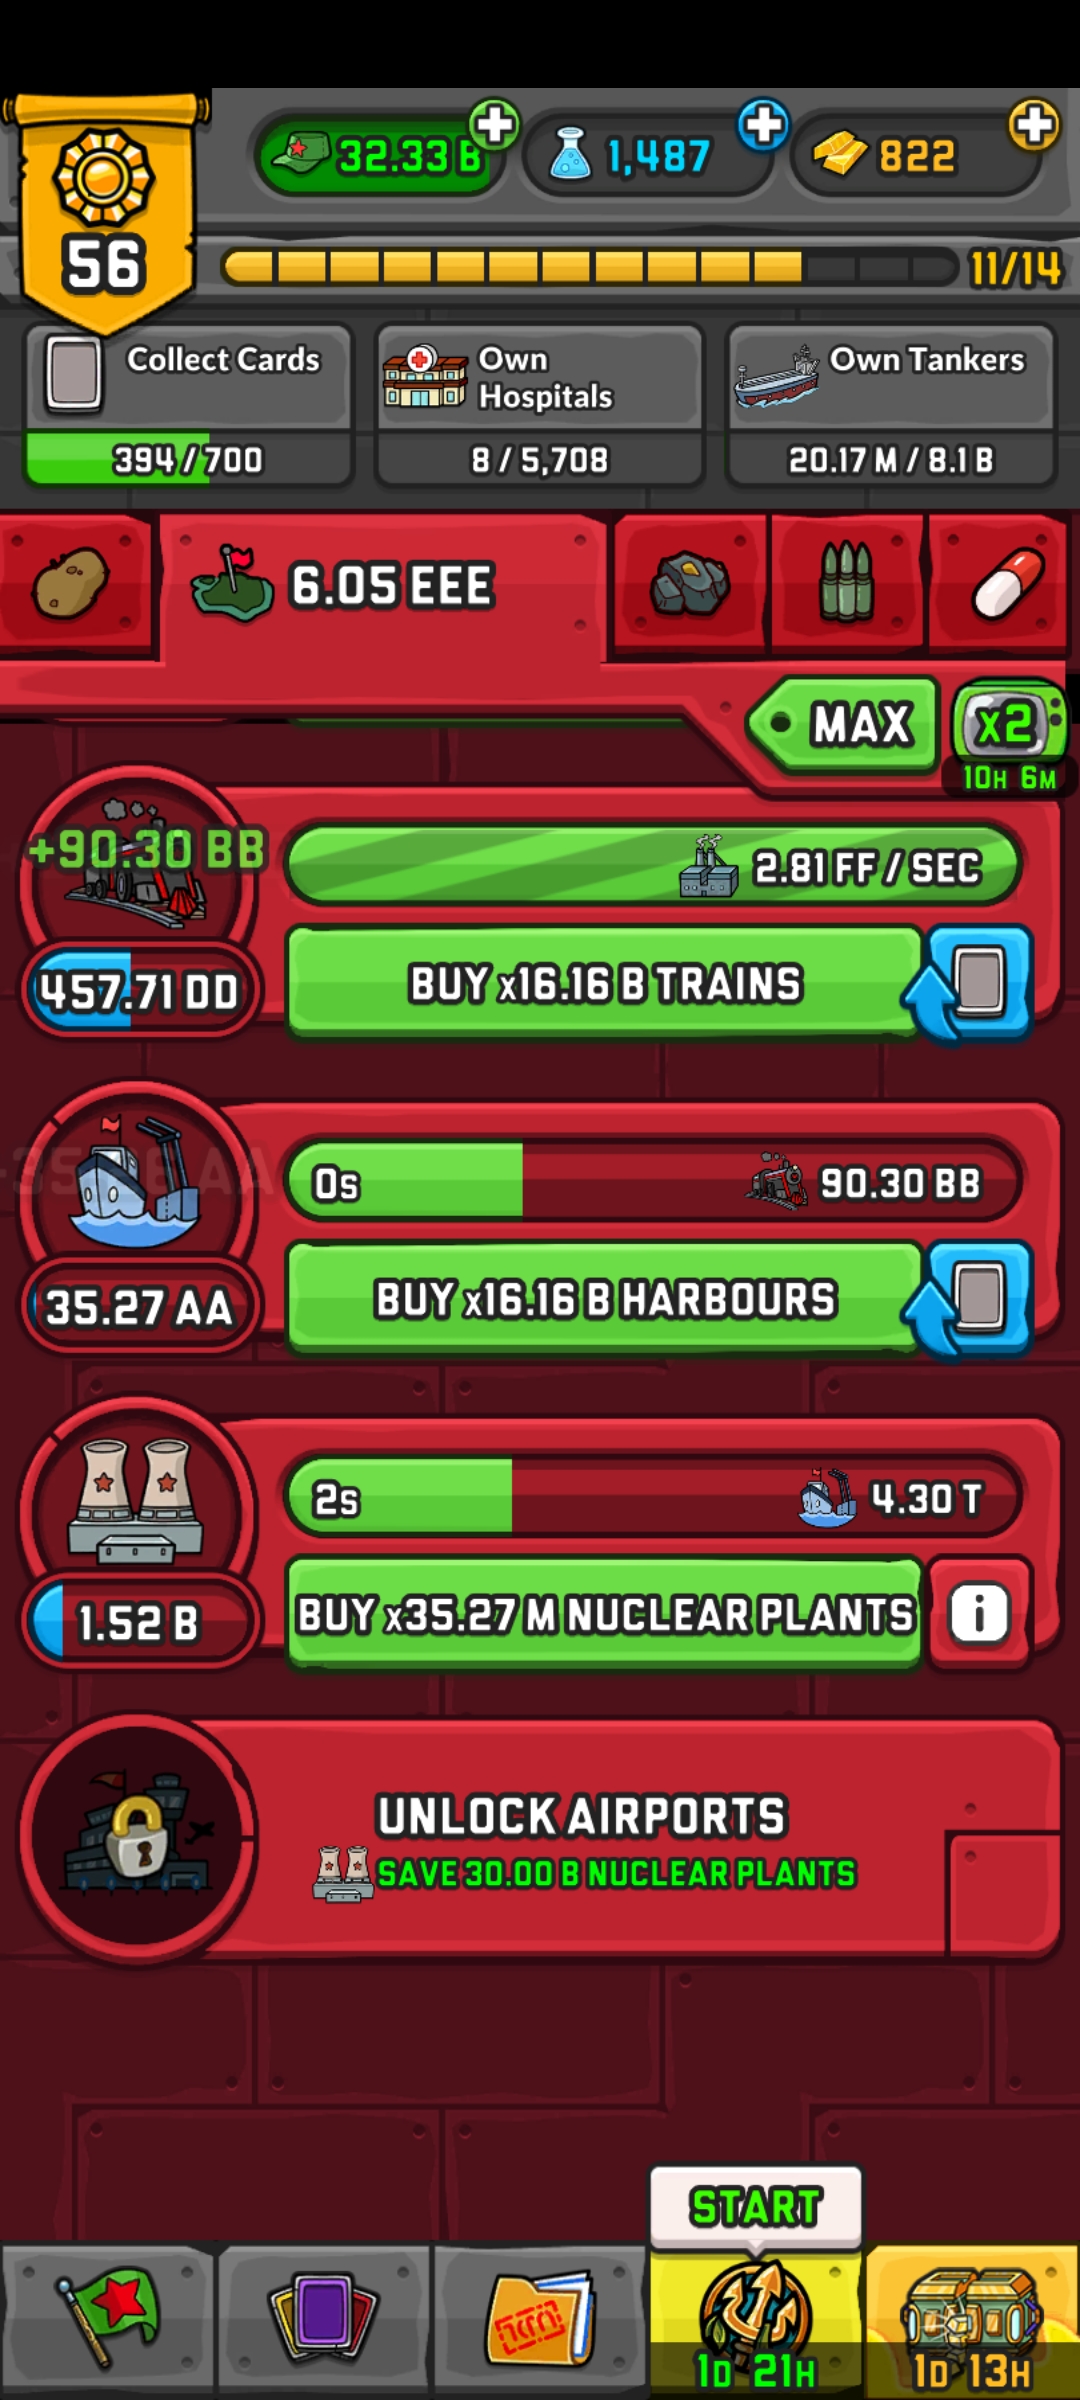 56
32.33 B
1,487
822
11/14
Collect Cards
394 / 700
Own
Hospitals
8 / 5,708
Own Tankers
20.17 M / 8.1 B
6.05 EEE
MAX
x2
10H 6M
+90.30 BB
2.81 FF / SEC
457.71 DD
BUY x16.16 B TRAINS
0s
90.30 BB
35.27 AA
BUY x16.16 B HARBOURS
2s
4.30 T
1.52 B
BUY x35.27 M NUCLEAR PLANTS
i
UNLOCK AIRPORTS
SAVE 30.00 B NUCLEAR PLANTS
START
1D 21H
1D 13H